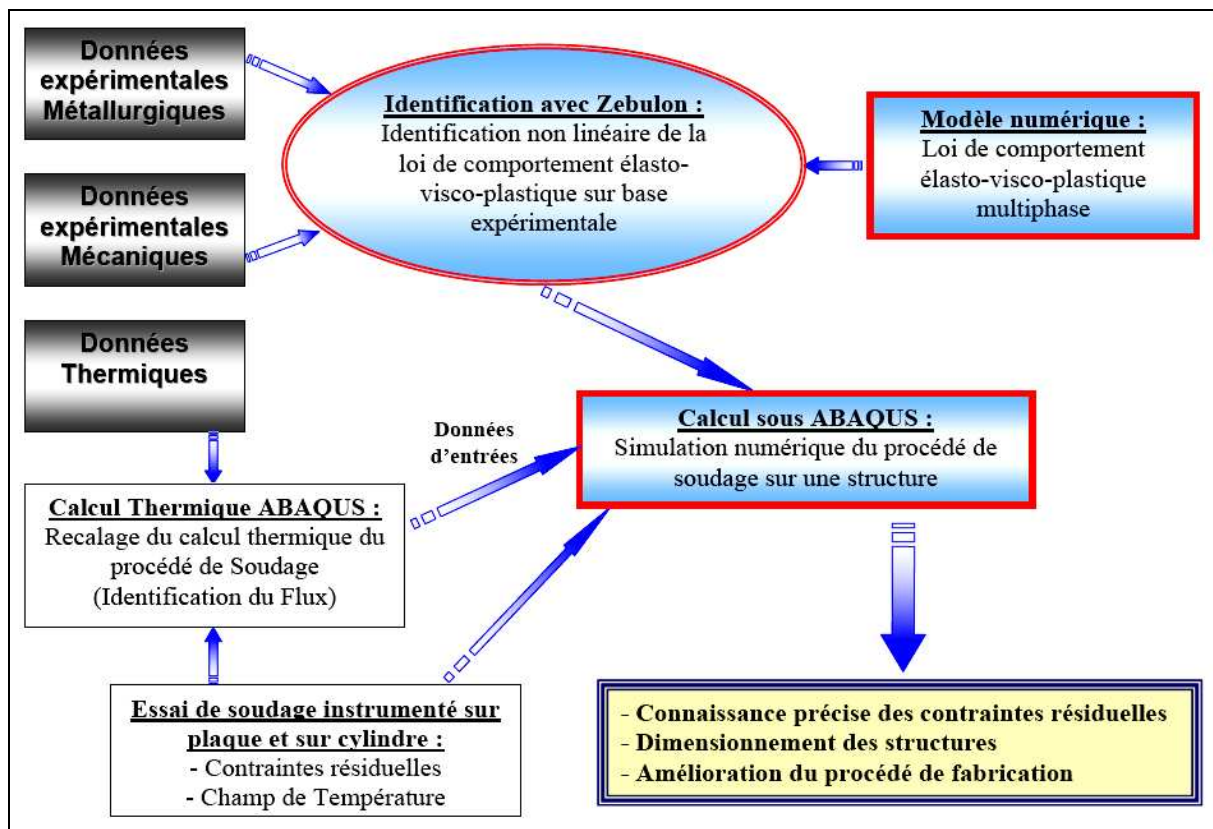 Données
expérimentales
Métallurgiques
Identification avec Zebulon :
Identification non linéaire de la
loi de comportement élasto-
visco-plastique sur base
expérimentale
Modèle numérique :
Loi de comportement
élasto-visco-plastique
multiphase
Données
expérimentales
Mécaniques
Données
Thermiques
Données
d'entrées
Calcul sous ABAQUS :
Simulation numérique du procédé de
soudage sur une structure
Calcul Thermique ABAQUS :
Recalage du calcul thermique du
procédé de Soudage
(Identification du Flux)
Essai de soudage instrumenté sur
plaque et sur cylindre :
- Contraintes résiduelles
- Champ de Température
- Connaissance précise des contraintes résiduelles
- Dimensionnement des structures
- Amélioration du procédé de fabrication